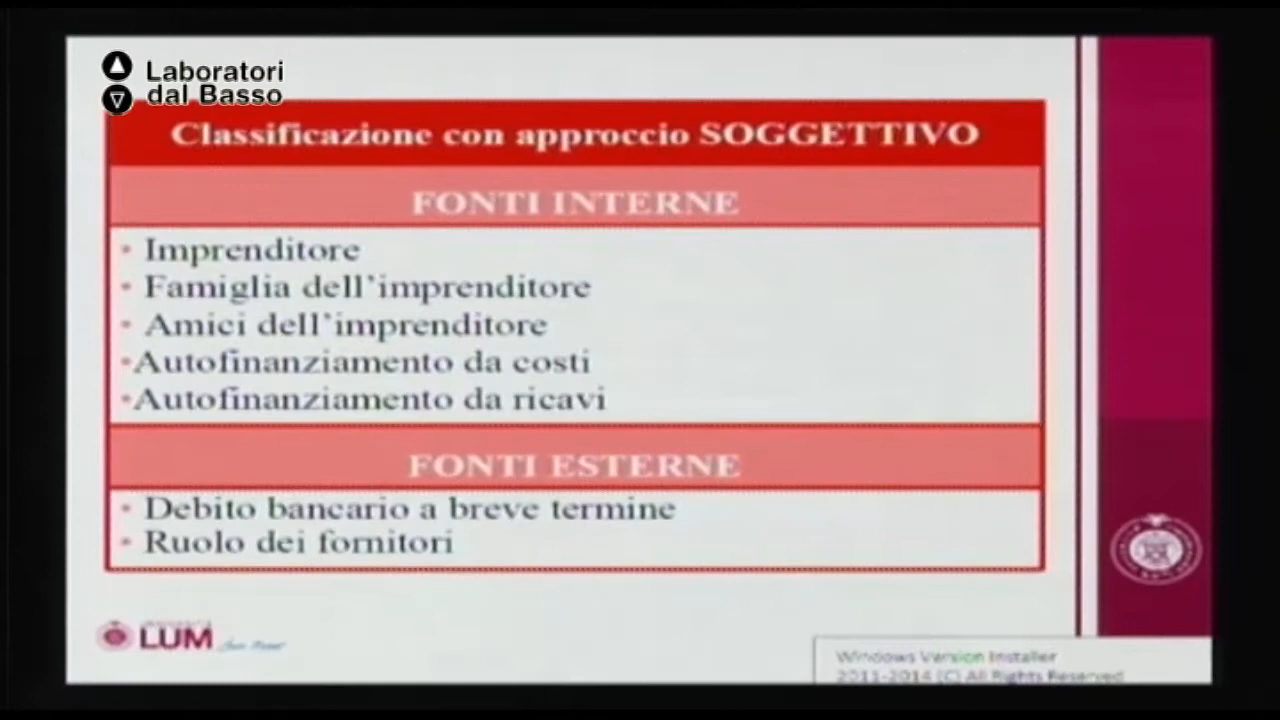 Laboratori
dal Basso
Classificazione con approccio SOGGETTIVO
FONTI INTERNE
• Imprenditore
• Famiglia dell'imprenditore
• Amici dell'imprenditore
•Autofinanziamento da costi
•Autofinanziamento da ricavi
FONTI ESTERNE
• Debito bancario a breve termine
• Ruolo dei fornitori
LUM
Windows Version Installer
2011-2014 (C) All Rights Reserved